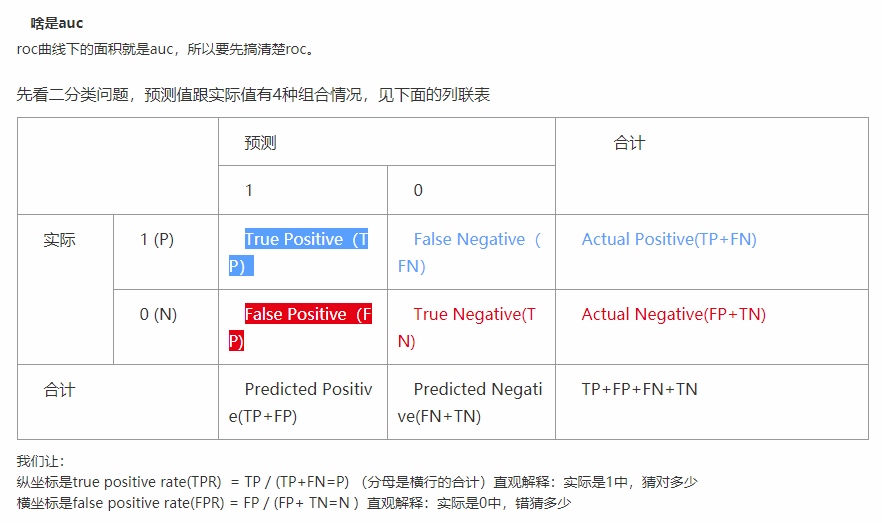 啥是auc
roc曲线下的面积就是auc，所以要先搞清楚roc。
先看二分类问题，预测值跟实际值有4种组合情况，见下面的列联表
预测
合计
1
0
实际
1 (P)
True Positive（T
P）
False Negative（
FN）
Actual Positive(TP+FN)
0 (N)
False Positive（F
P)
True Negative(T
N)
Actual Negative(FP+TN)
合计
Predicted Positiv
e(TP+FP)
Predicted Negati
ve(FN+TN)
TP+FP+FN+TN
我们让：
纵坐标是true positive rate(TPR) = TP / (TP+FN=P) （分母是横行的合计）直观解释：实际是1中，猜对多少
横坐标是false positive rate(FPR) = FP / (FP+ TN=N ）直观解释：实际是0中，错猜多少